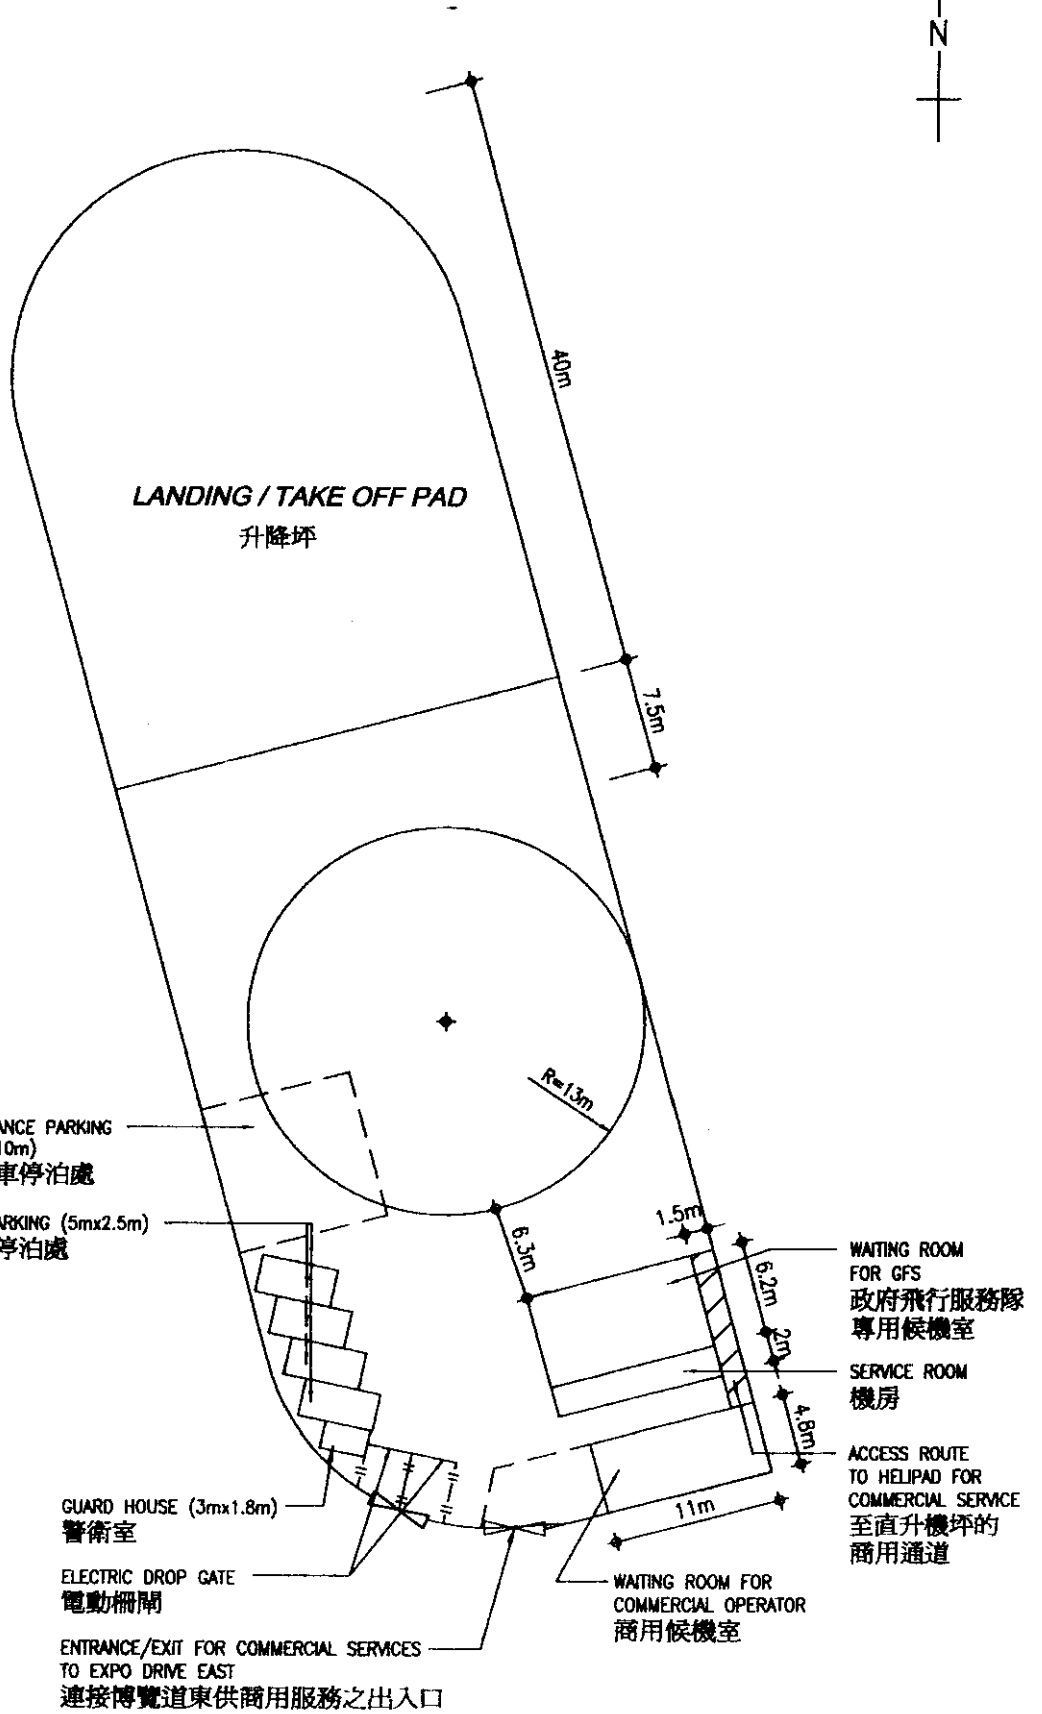 N
40m
LANDING / TAKE OFF PAD
升降坪
7.5m
R=13m
ANCE PARKING
10m)
車停泊處
ARKING (5mx2.5m)
停泊處
6.3m
1.5m
6.2m
2m
4.8m
11m
WAITING ROOM
FOR GFS
政府飛行服務隊
專用候機室
SERVICE ROOM
機房
ACCESS ROUTE
TO HELIPAD FOR
COMMERCIAL SERVICE
至直升機坪的
商用通道
GUARD HOUSE (3mx1.8m)
警衛室
ELECTRIC DROP GATE
電動柵閘
WAITING ROOM FOR
COMMERCIAL OPERATOR
商用候機室
ENTRANCE/EXIT FOR COMMERCIAL SERVICES
TO EXPO DRIVE EAST
連接博覽道東供商用服務之出入口